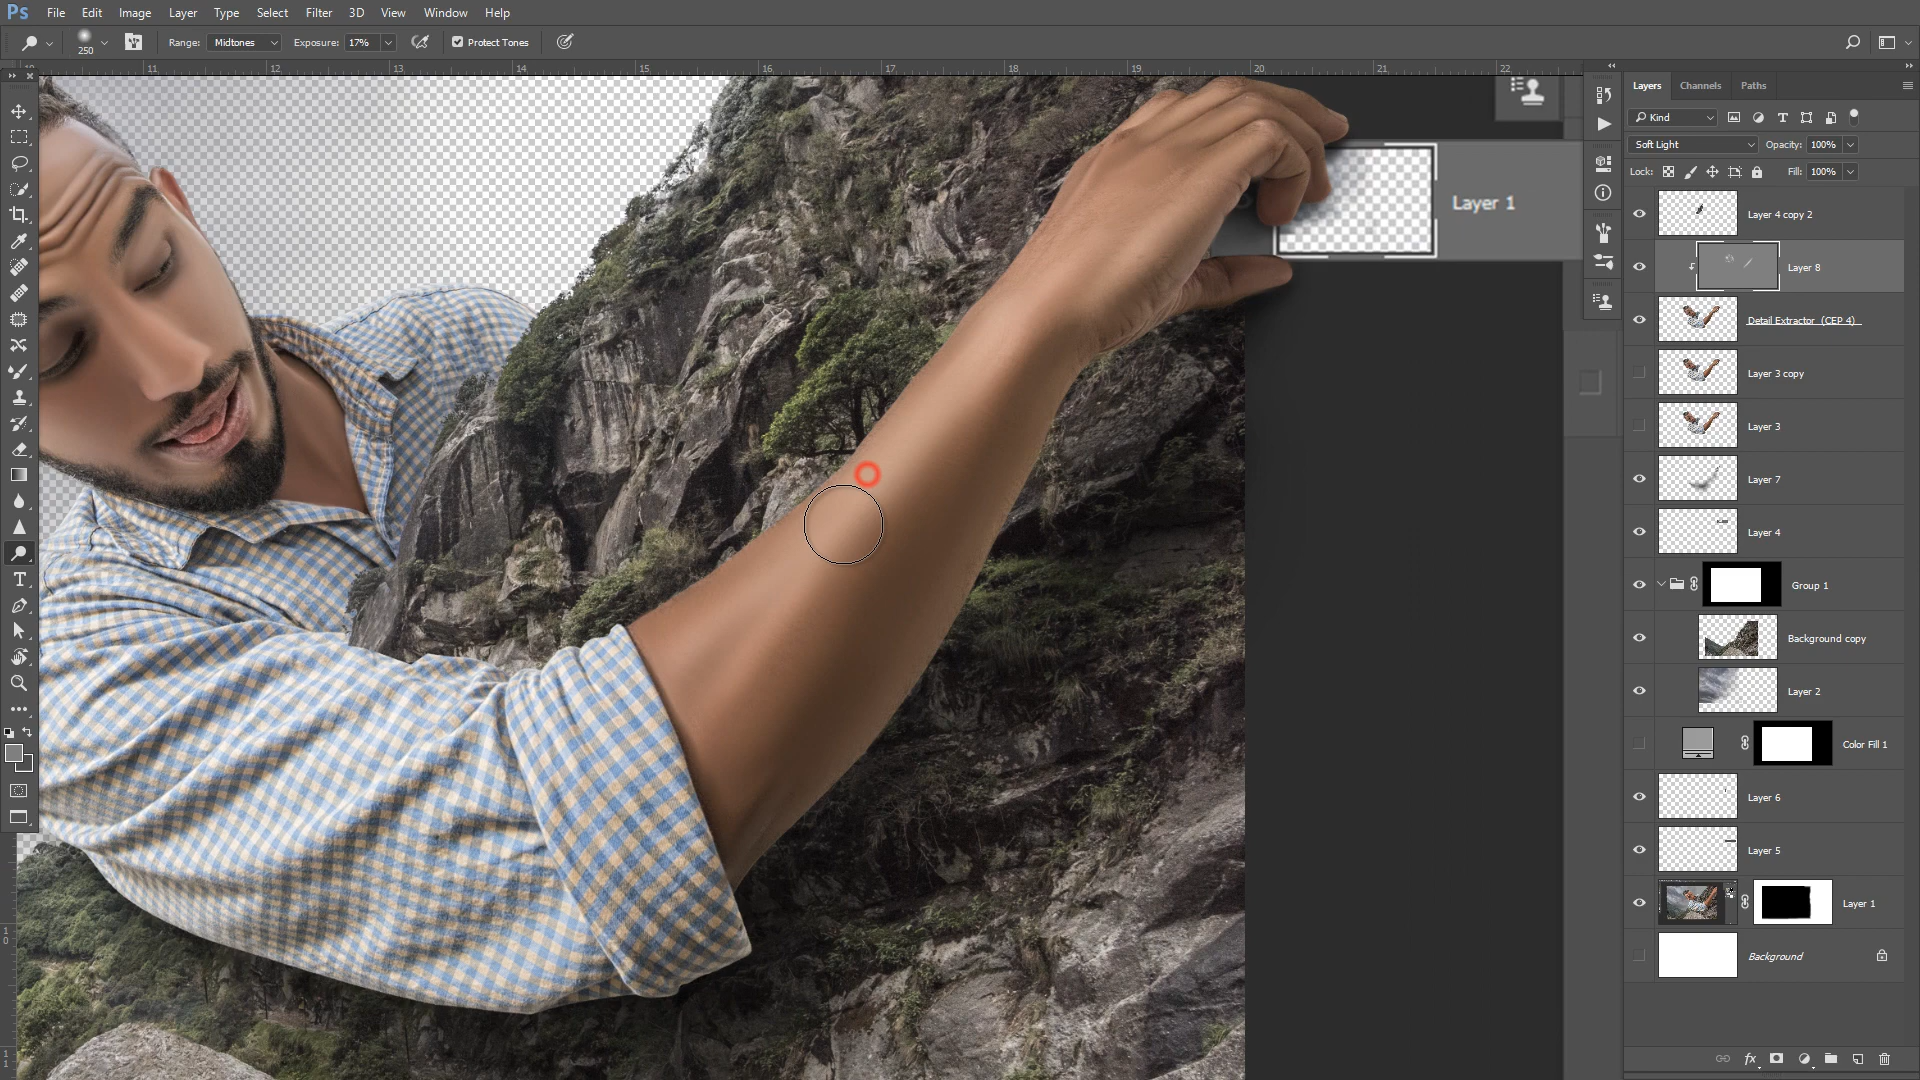 Ps File Edit Image Layer Type Select Filter 3D View Window Help
250 Range: Midtones Exposure: 17% Protect Tones
11 12 13 14 15 16 17 18 19 20 21 22
Layers Channels Paths
Kind
Soft Light Opacity: 100%
Lock: Fill: 100%
Layer 4 copy 2
Layer 1
Layer 8
Detail Extractor (CEP 4)
Layer 3 copy
Layer 3
Layer 7
Layer 4
Group 1
Background copy
Layer 2
Color Fill 1
Layer 6
Layer 5
Layer 1
Background
fx